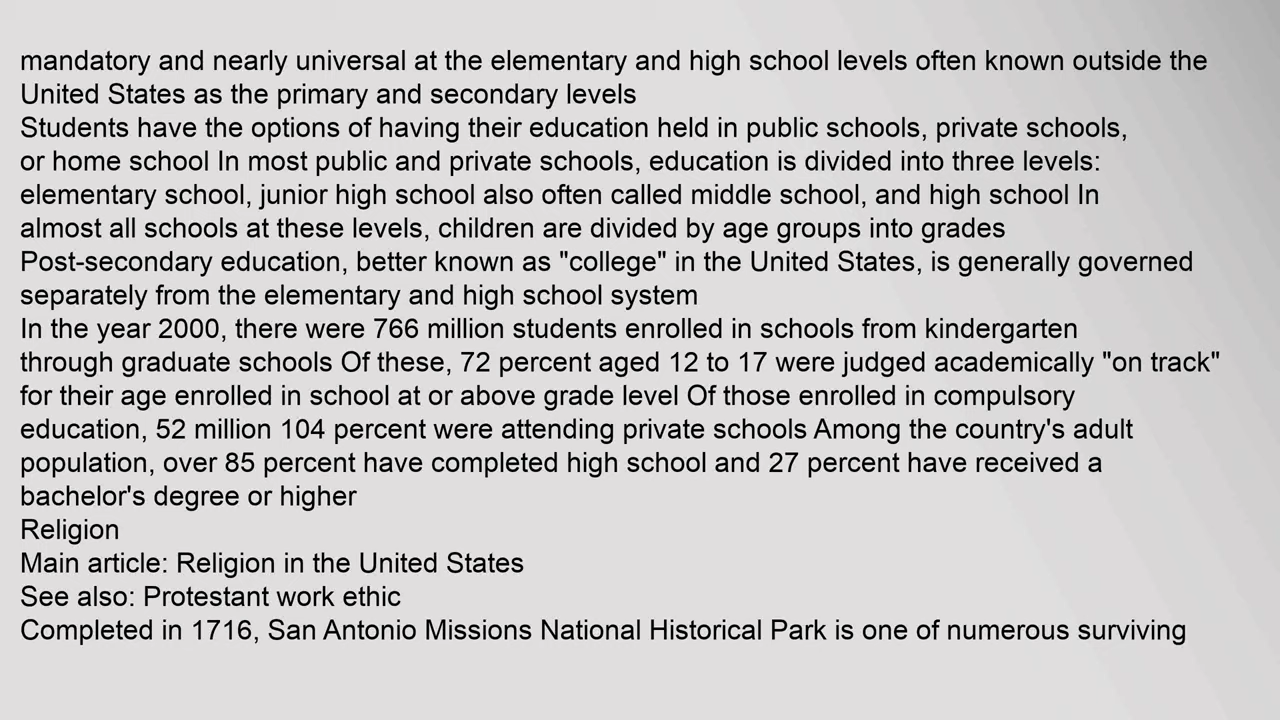 mandatory and nearly universal at the elementary and high school levels often known outside the
United States as the primary and secondary levels
Students have the options of having their education held in public schools, private schools,
or home school In most public and private schools, education is divided into three levels:
elementary school, junior high school also often called middle school, and high school In
almost all schools at these levels, children are divided by age groups into grades
Post-secondary education, better known as "college" in the United States, is generally governed
separately from the elementary and high school system
In the year 2000, there were 766 million students enrolled in schools from kindergarten
through graduate schools Of these, 72 percent aged 12 to 17 were judged academically "on track"
for their age enrolled in school at or above grade level Of those enrolled in compulsory
education, 52 million 104 percent were attending private schools Among the country's adult
population, over 85 percent have completed high school and 27 percent have received a
bachelor's degree or higher
Religion
Main article: Religion in the United States
See also: Protestant work ethic
Completed in 1716, San Antonio Missions National Historical Park is one of numerous surviving